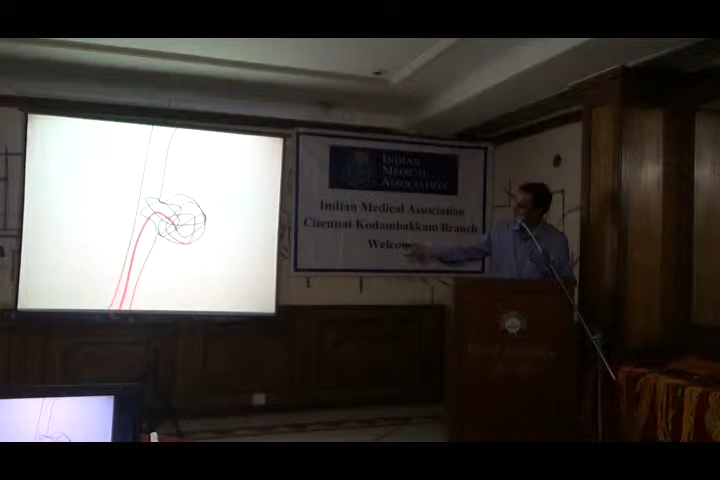 INDIAN
MEDICAL
ASSOCIATION
Indian Medical Association
Chennai Kodambakkam Branch
Welcome